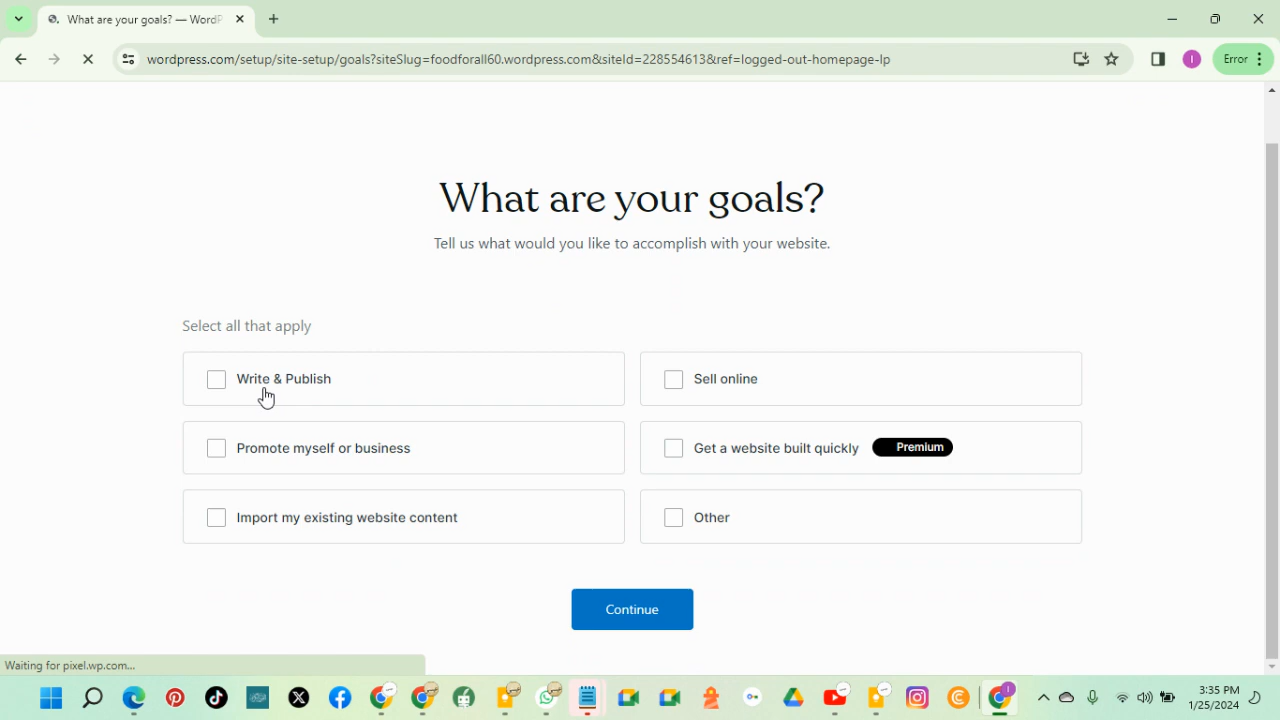 What are your goals? — WordP
wordpress.com/setup/site-setup/goals?siteSlug=foodforall60.wordpress.com&siteId=228554613&ref=logged-out-homepage-lp
Error
What are your goals?
Tell us what would you like to accomplish with your website.
Select all that apply
Write & Publish
Sell online
Promote myself or business
Get a website built quickly Premium
Import my existing website content
Other
Continue
Waiting for pixel.wp.com...
3:35 PM
1/25/2024